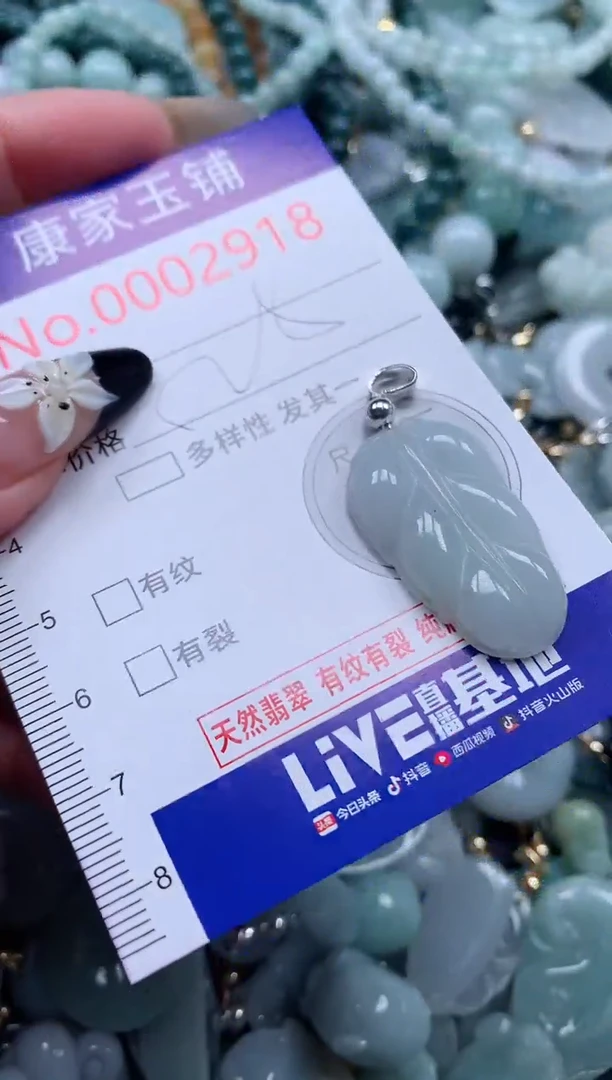 康家玉铺
No.0002918
价格
多样性 发其一
R
4
有纹
5
有裂
6
天然翡翠 有纹有裂 纯
LiVE直播基地
7
今日头条 抖音 西瓜视频 抖音火山版
8